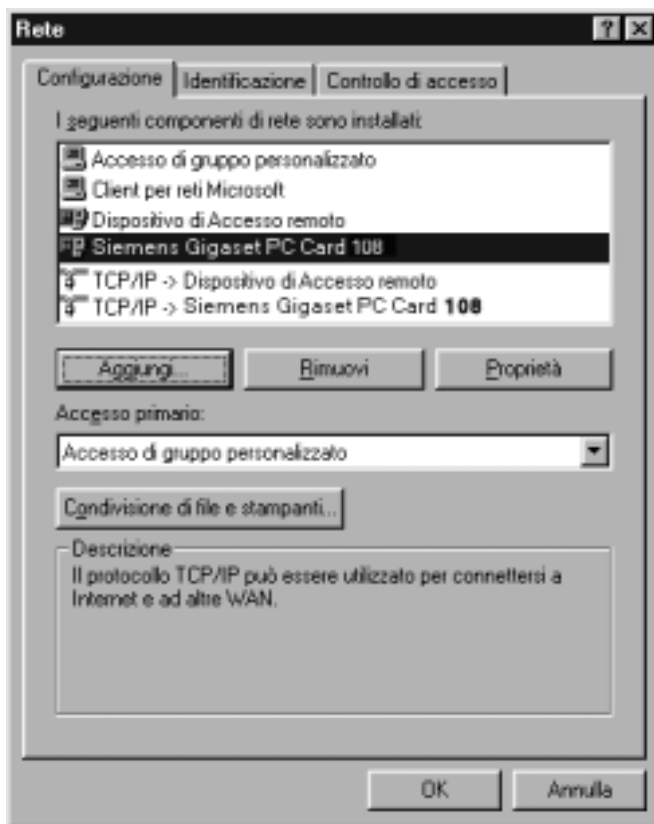 Rete
Configurazione Identificazione Controllo di accesso
I seguenti componenti di rete sono installati:
Accesso di gruppo personalizzato
Client per reti Microsoft
Dispositivo di Accesso remoto
Siemens Gigaset PC Card 108
TCP/IP -> Dispositivo di Accesso remoto
TCP/IP -> Siemens Gigaset PC Card 108
Aggiungi... Rimuovi Proprietà
Accesso primario:
Accesso di gruppo personalizzato
Condivisione di file e stampanti...
Descrizione
Il protocollo TCP/IP può essere utilizzato per connettersi a
Internet e ad altre WAN.
OK Annulla